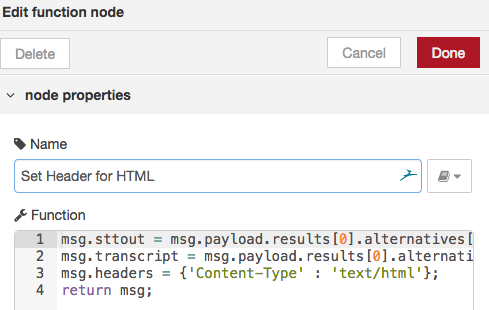 Edit function node
Delete
Cancel
Done
node properties
Name
Set Header for HTML
Function
1 msg.sttout = msg.payload.results[0].alternatives[
2 msg.transcript = msg.payload.results[0].alternati
3 msg.headers = {'Content-Type' : 'text/html'};
4 return msg;